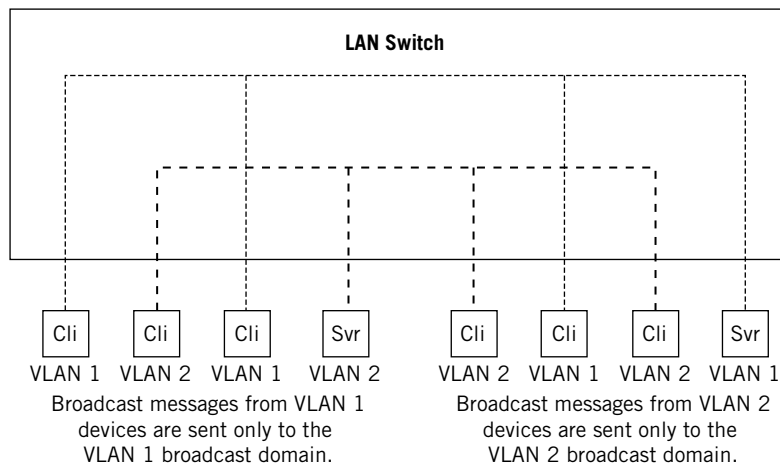 LAN Switch
Cli Cli Cli Svr Cli Cli Cli Svr
VLAN 1 VLAN 2 VLAN 1 VLAN 2 VLAN 2 VLAN 1 VLAN 2 VLAN 1
Broadcast messages from VLAN 1
devices are sent only to the
VLAN 1 broadcast domain.
Broadcast messages from VLAN 2
devices are sent only to the
VLAN 2 broadcast domain.